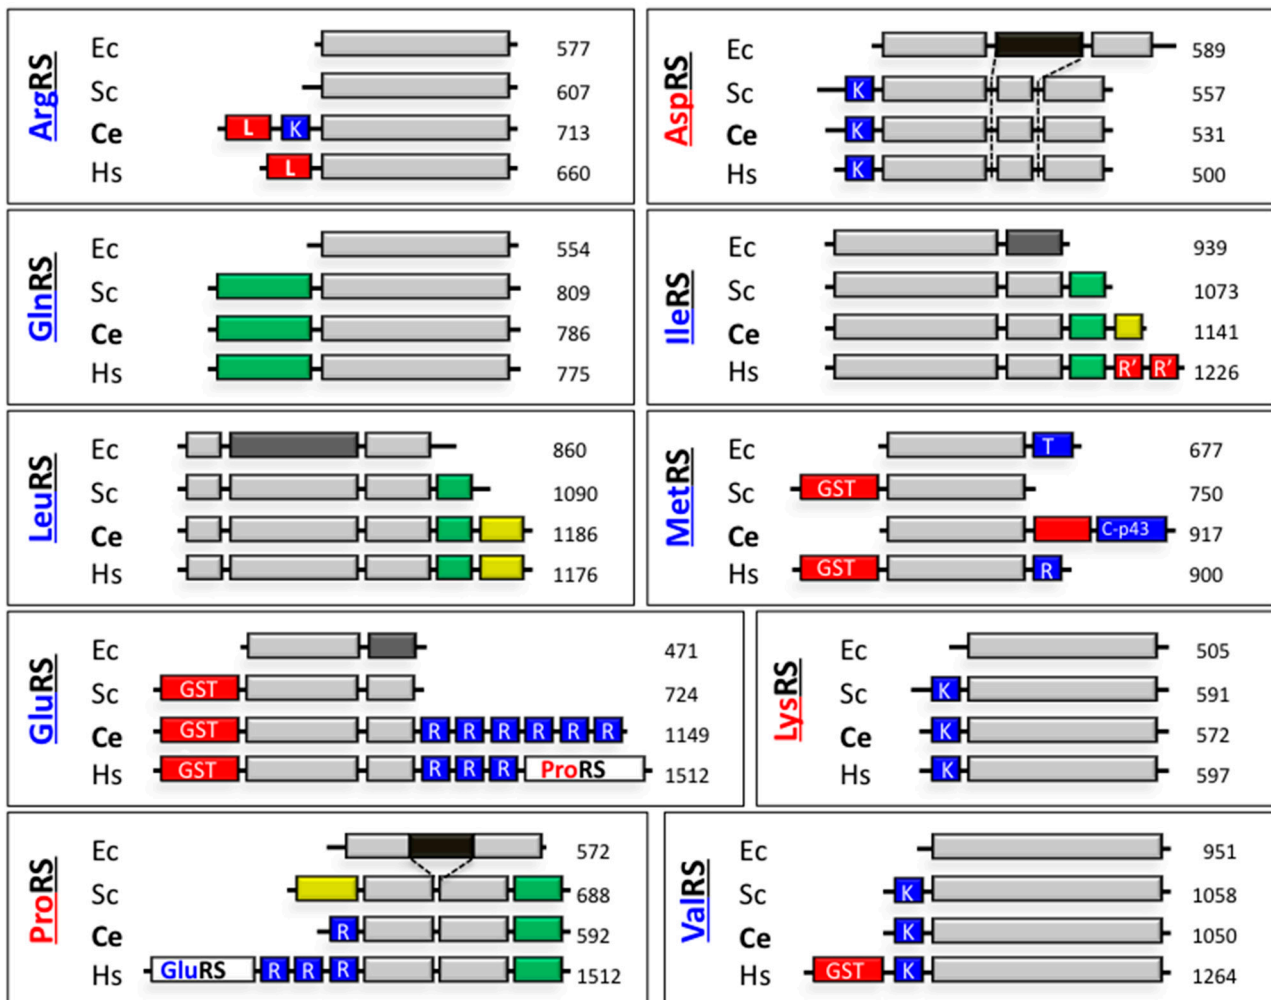 ArgRS
Ec 577
Sc 607
Ce L K 713
Hs L 660
AspRS
Ec 589
Sc K 557
Ce K 531
Hs K 500
GlnRS
Ec 554
Sc 809
Ce 786
Hs 775
IleRS
Ec 939
Sc 1073
Ce 1141
Hs R' R' 1226
LeuRS
Ec 860
Sc 1090
Ce 1186
Hs 1176
MetRS
Ec T 677
Sc GST 750
Ce C-p43 917
Hs GST R 900
GluRS
Ec 471
Sc GST 724
Ce GST R R R R R R 1149
Hs GST R R R ProRS 1512
LysRS
Ec 505
Sc K 591
Ce K 572
Hs K 597
ProRS
Ec 572
Sc 688
Ce R 592
Hs GluRS R R R 1512
ValRS
Ec 951
Sc K 1058
Ce K 1050
Hs GST K 1264